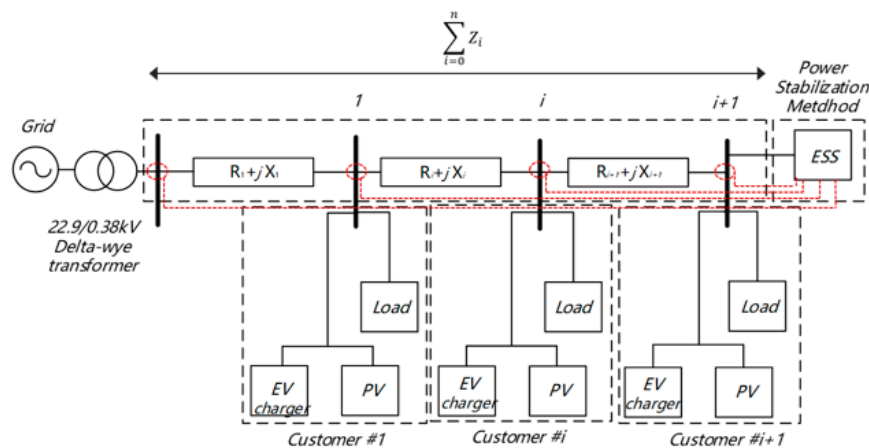 ∑_{i=0}^{n} Z_i
Power
Stabilization
Metdhod
1
i
i+1
Grid
R₁+jX₁
Rᵢ+jXᵢ
Rᵢ₊₁+jXᵢ₊₁
ESS
22.9/0.38kV
Delta-wye
transformer
Load
Load
Load
EV
charger
PV
EV
charger
PV
EV
charger
PV
Customer #1
Customer #i
Customer #i+1